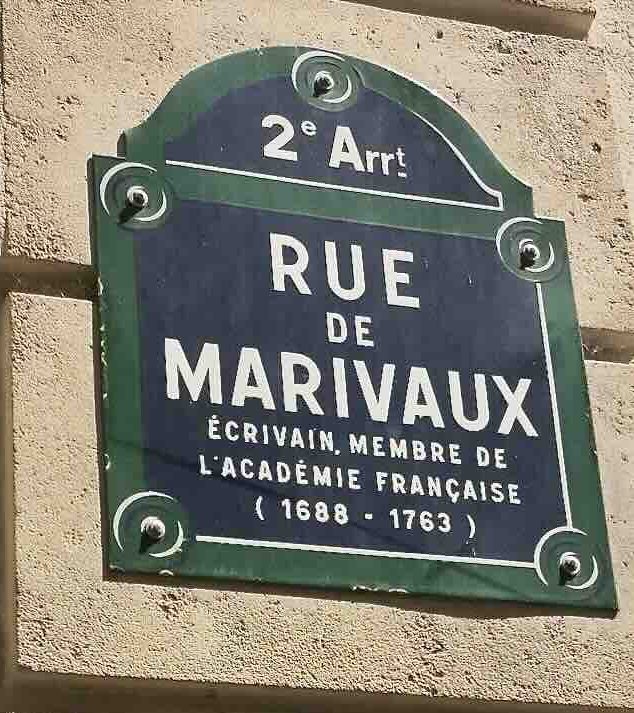 2e Arrt
RUE
DE
MARIVAUX
ÉCRIVAIN, MEMBRE DE
L'ACADÉMIE FRANÇAISE
( 1688 - 1763 )